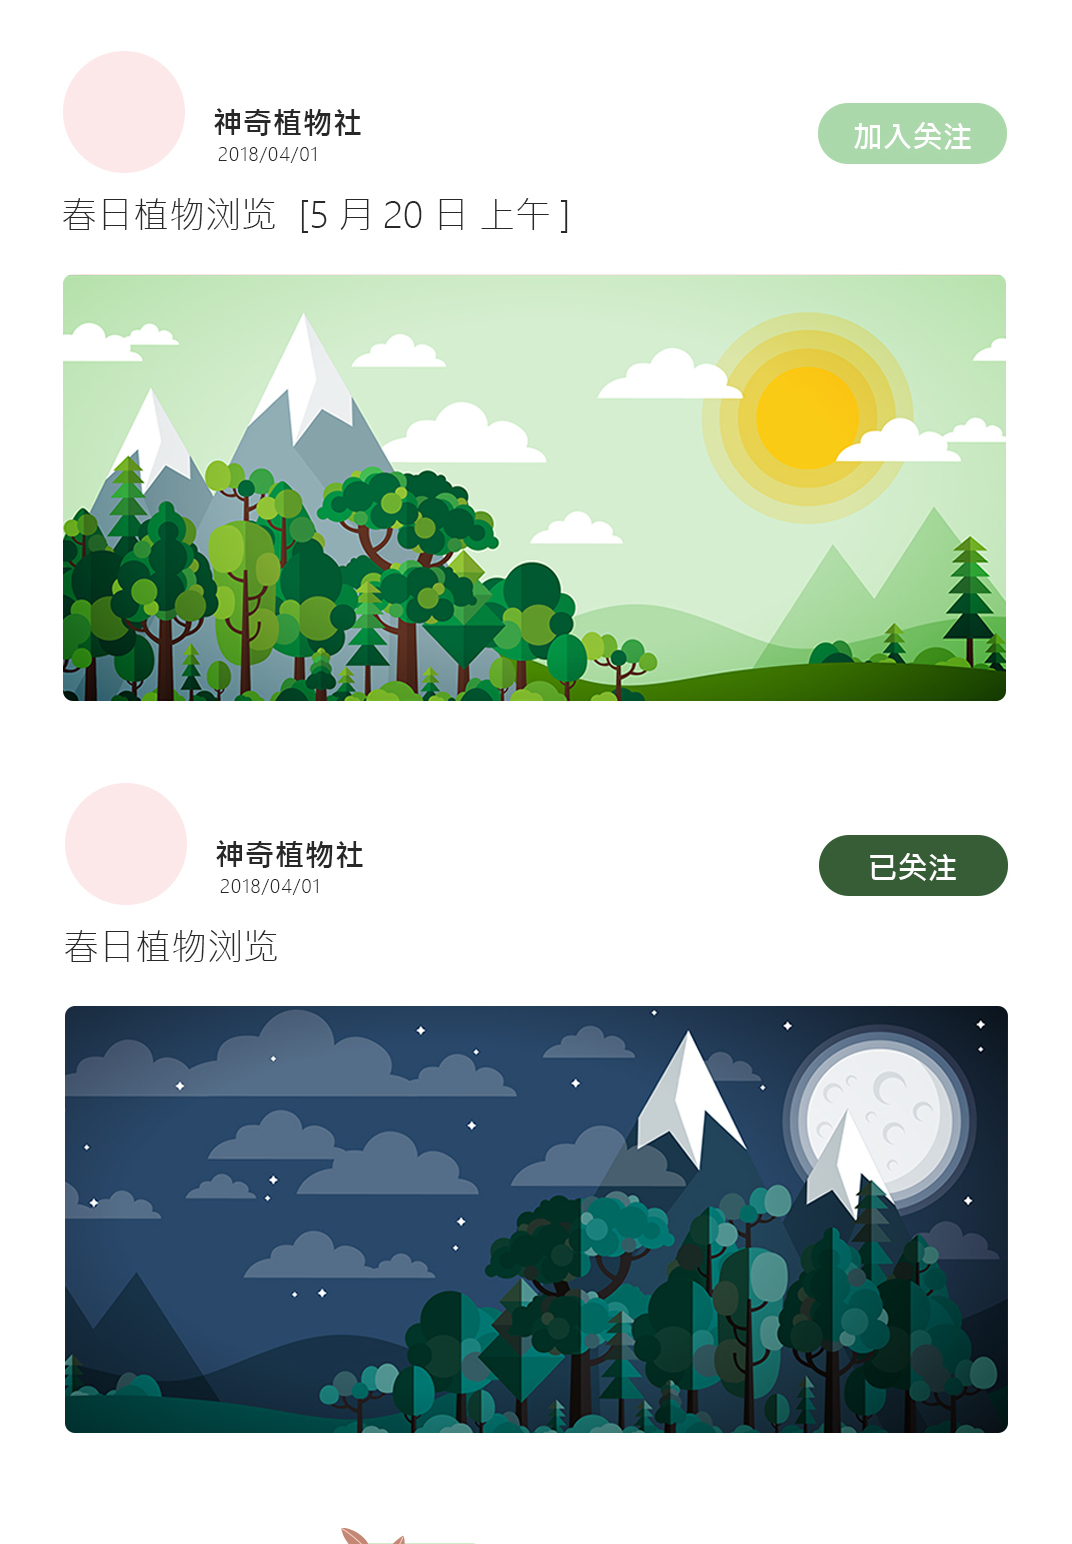 神奇植物社
2018/04/01
加入关注
春日植物浏览 [5 月 20 日 上午 ]
神奇植物社
2018/04/01
已关注
春日植物浏览